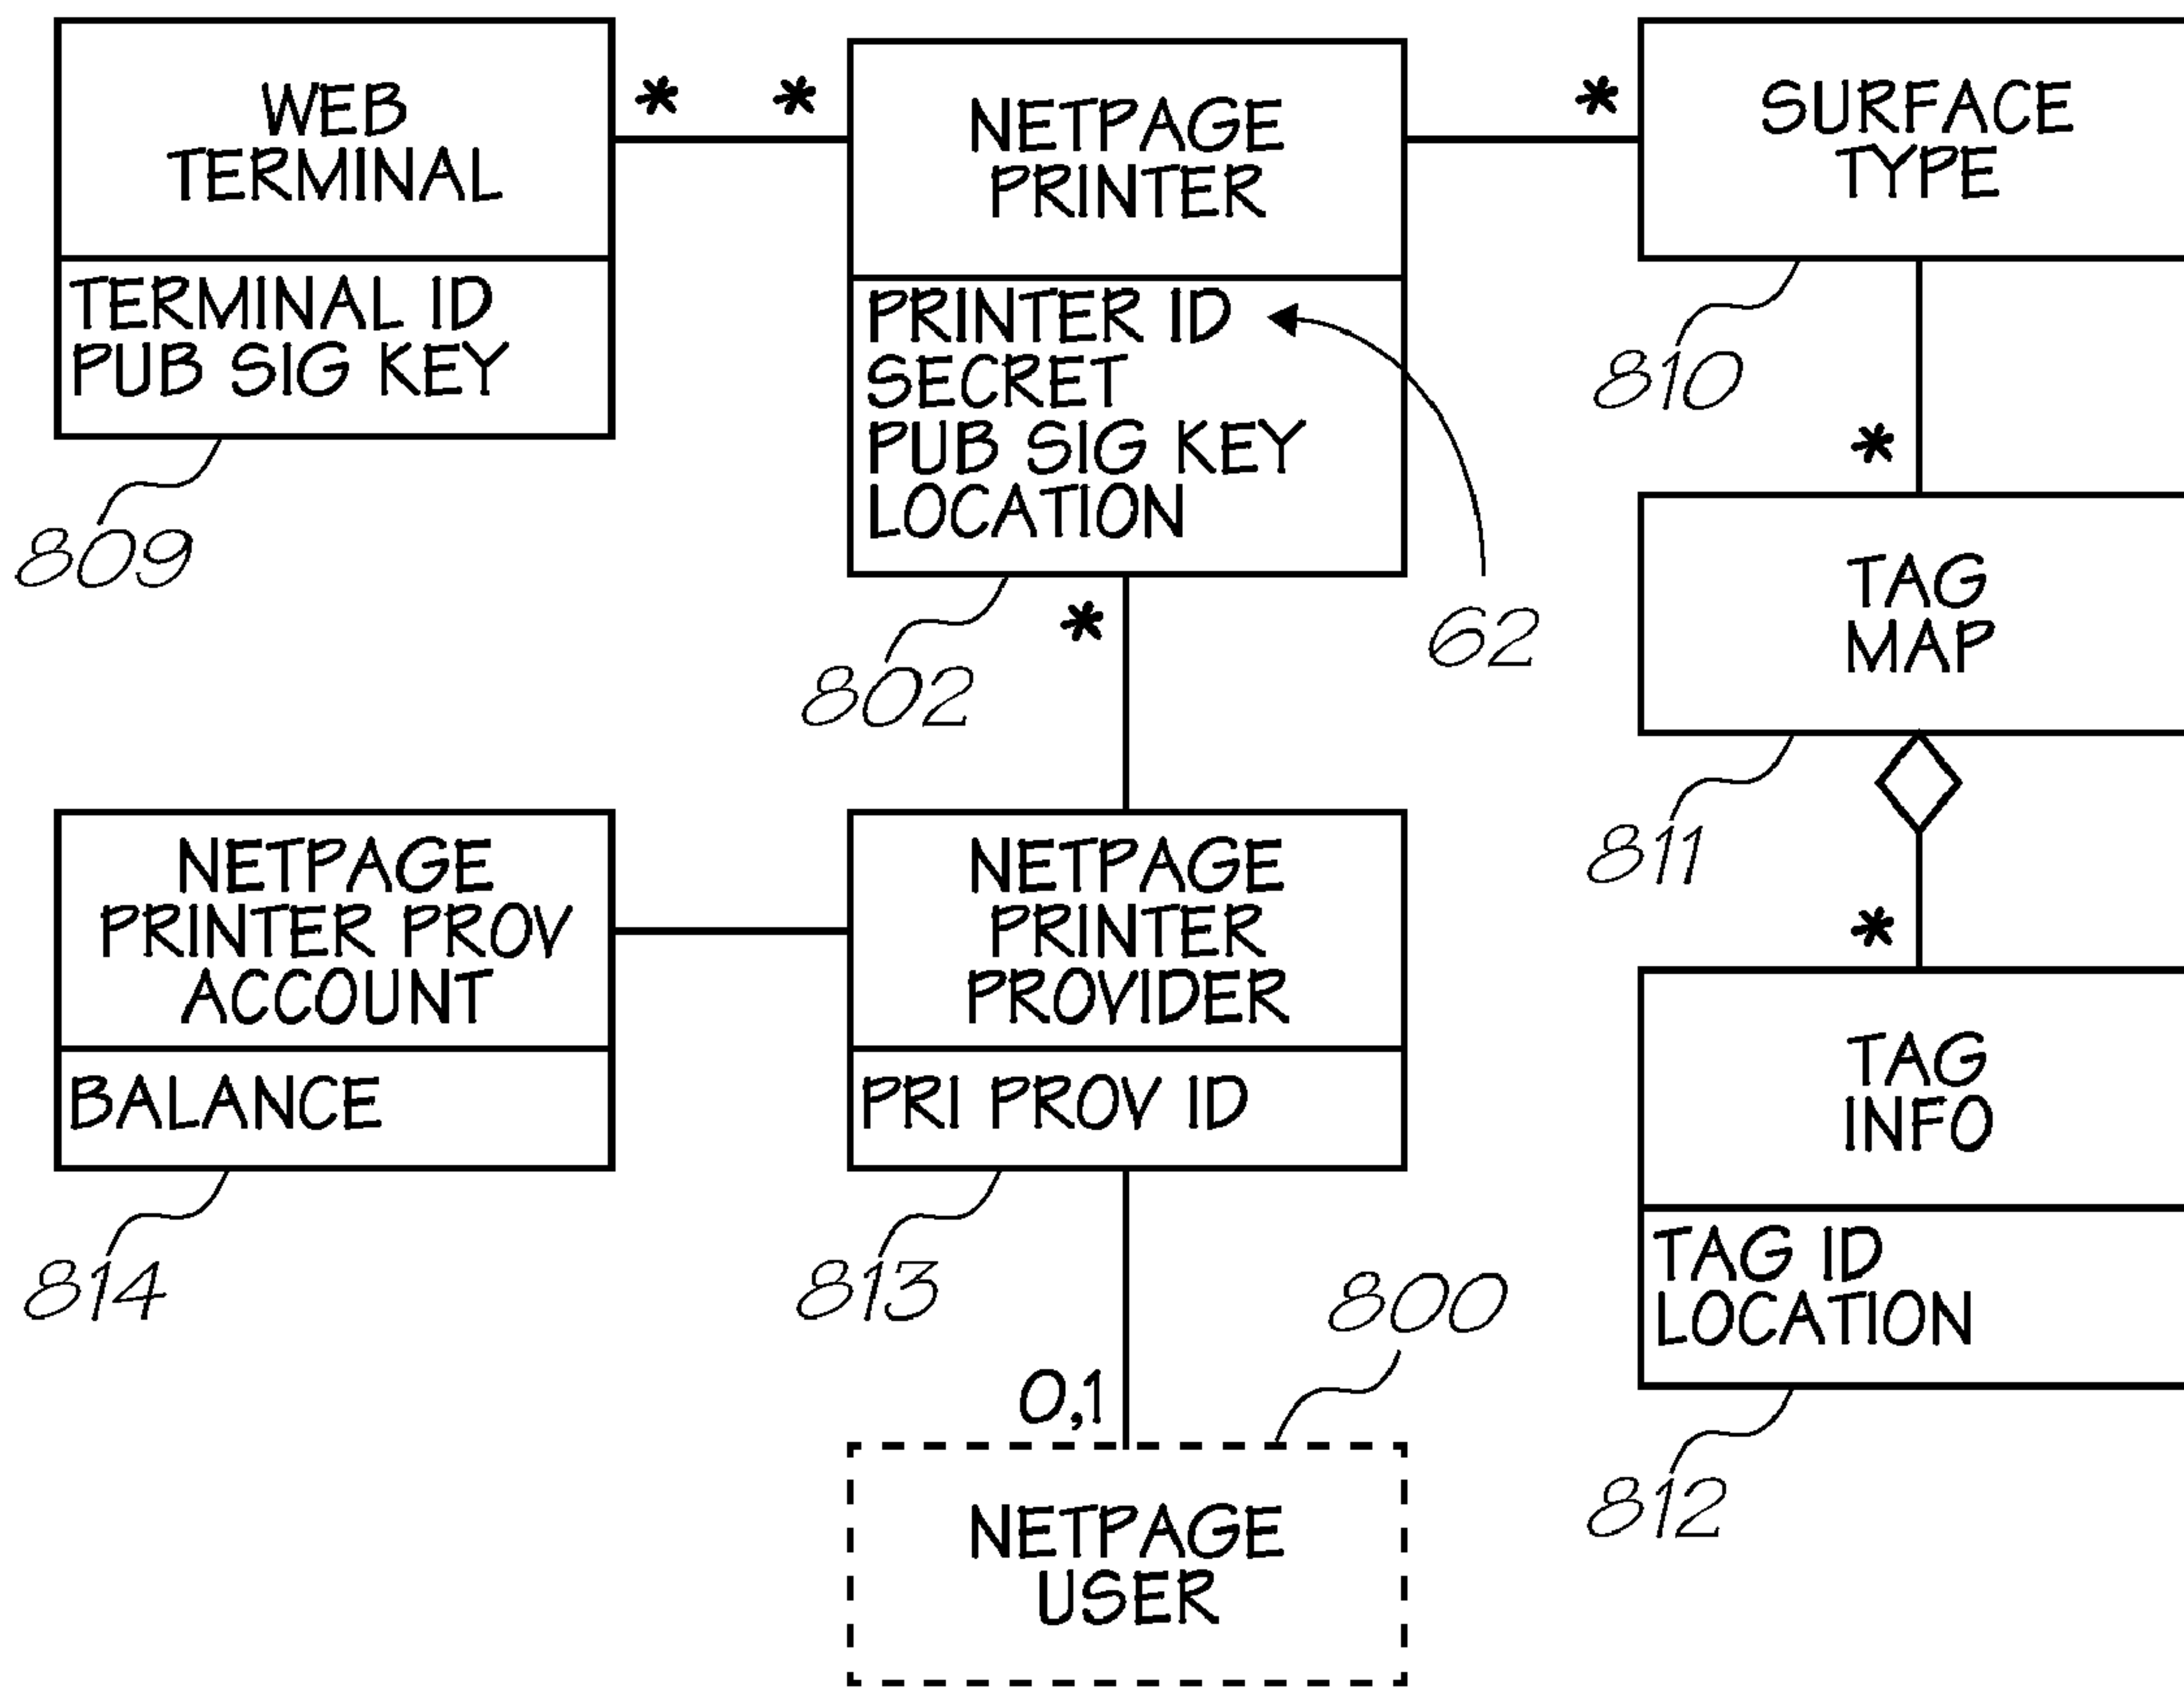 WEB
TERMINAL
TERMINAL ID
PUB SIG KEY
809
*
*
NETPAGE
PRINTER
PRINTER ID
SECRET
PUB SIG KEY
LOCATION
802
62
*
*
SURFACE
TYPE
810
*
TAG
MAP
811
*
NETPAGE
PRINTER PROV
ACCOUNT
BALANCE
814
NETPAGE
PRINTER
PROVIDER
PRI PROV ID
813
800
0,1
NETPAGE
USER
TAG
INFO
TAG ID
LOCATION
812